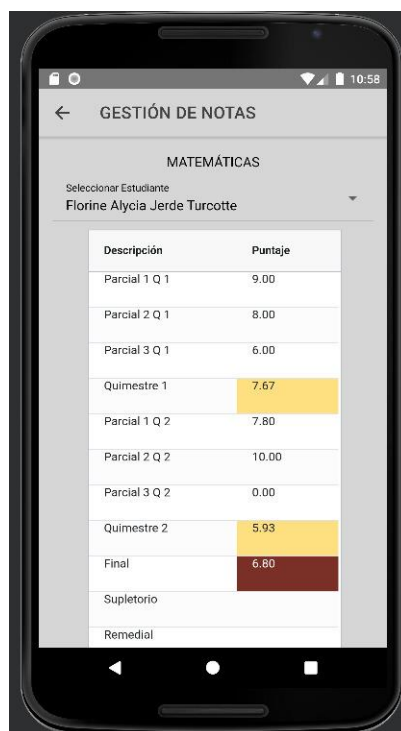 10:58
GESTIÓN DE NOTAS
MATEMÁTICAS
Seleccionar Estudiante
Florine Alycia Jerde Turcotte
Descripción Puntaje
Parcial 1 Q 1 9.00
Parcial 2 Q 1 8.00
Parcial 3 Q 1 6.00
Quimestre 1 7.67
Parcial 1 Q 2 7.80
Parcial 2 Q 2 10.00
Parcial 3 Q 2 0.00
Quimestre 2 5.93
Final 6.80
Supletorio
Remedial